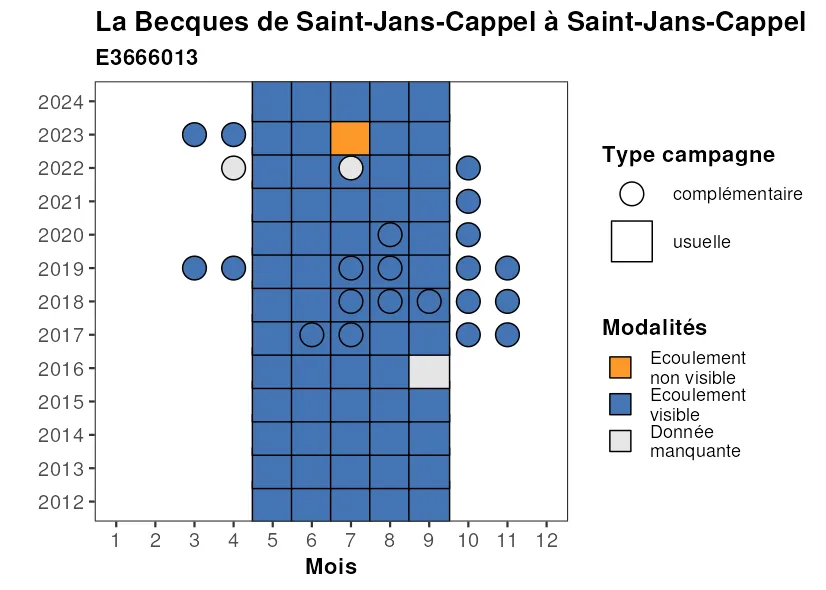 La Becques de Saint-Jans-Cappel à Saint-Jans-Cappel
E3666013
2024
2023
2022
2021
2020
2019
2018
2017
2016
2015
2014
2013
2012
1 2 3 4 5 6 7 8 9 10 11 12
Mois
Type campagne
complémentaire
usuelle
Modalités
Ecoulement
non visible
Ecoulement
visible
Donnée
manquante